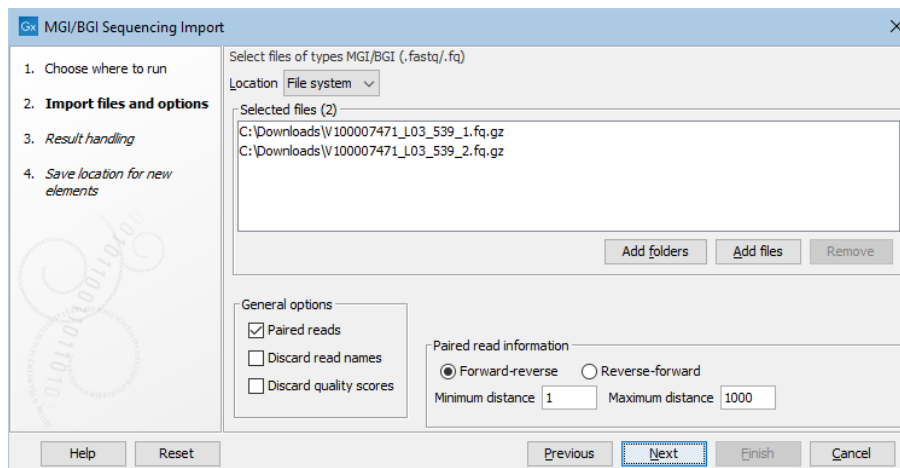 Gx MGI/BGI Sequencing Import
1. Choose where to run
2. Import files and options
3. Result handling
4. Save location for new
elements
Select files of types MGI/BGI (.fastq/.fq)
Location File system
Selected files (2)
C:\Downloads\V100007471_L03_539_1.fq.gz
C:\Downloads\V100007471_L03_539_2.fq.gz
Add folders Add files Remove
General options
Paired reads
Discard read names
Discard quality scores
Paired read information
Forward-reverse Reverse-forward
Minimum distance 1 Maximum distance 1000
Help Reset Previous Next Finish Cancel